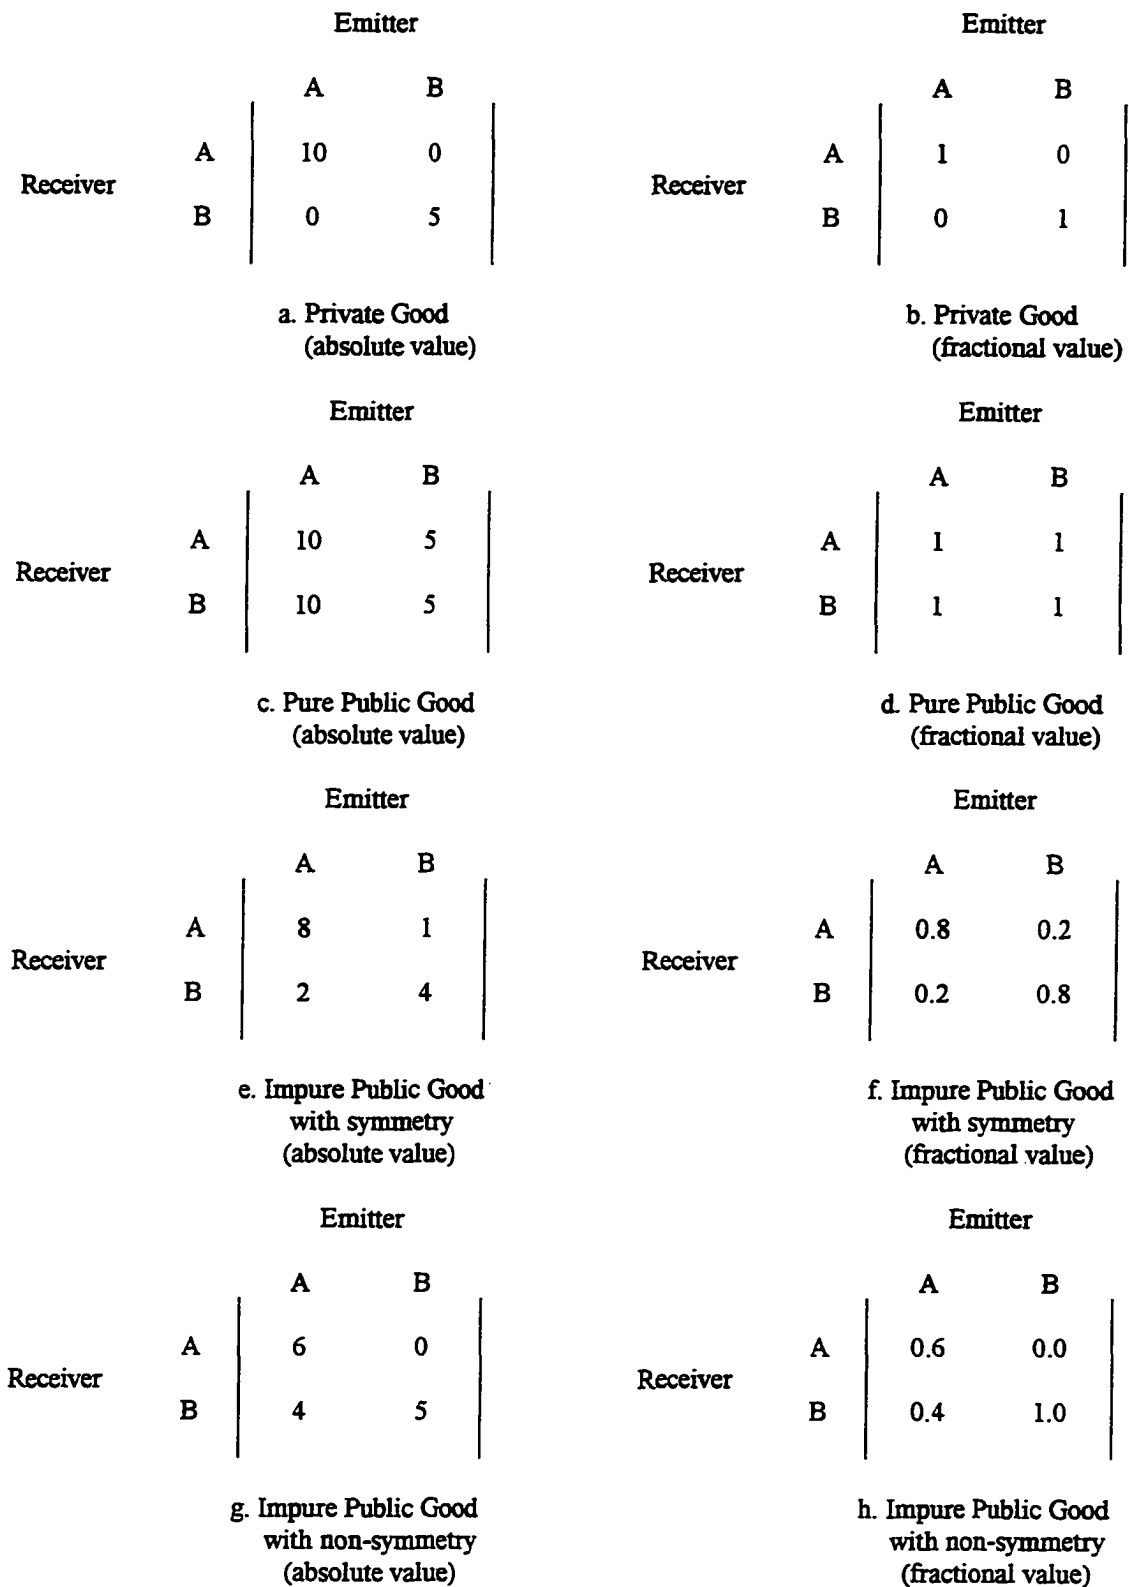 Emitter
A B
A 10 0
Receiver
B 0 5
a. Private Good
(absolute value)
Emitter
A B
A 1 0
Receiver
B 0 1
b. Private Good
(fractional value)
Emitter
A B
A 10 5
Receiver
B 10 5
c. Pure Public Good
(absolute value)
Emitter
A B
A 1 1
Receiver
B 1 1
d. Pure Public Good
(fractional value)
Emitter
A B
A 8 1
Receiver
B 2 4
e. Impure Public Good
with symmetry
(absolute value)
Emitter
A B
A 0.8 0.2
Receiver
B 0.2 0.8
f. Impure Public Good
with symmetry
(fractional value)
Emitter
A B
A 6 0
Receiver
B 4 5
g. Impure Public Good
with non-symmetry
(absolute value)
Emitter
A B
A 0.6 0.0
Receiver
B 0.4 1.0
h. Impure Public Good
with non-symmetry
(fractional value)